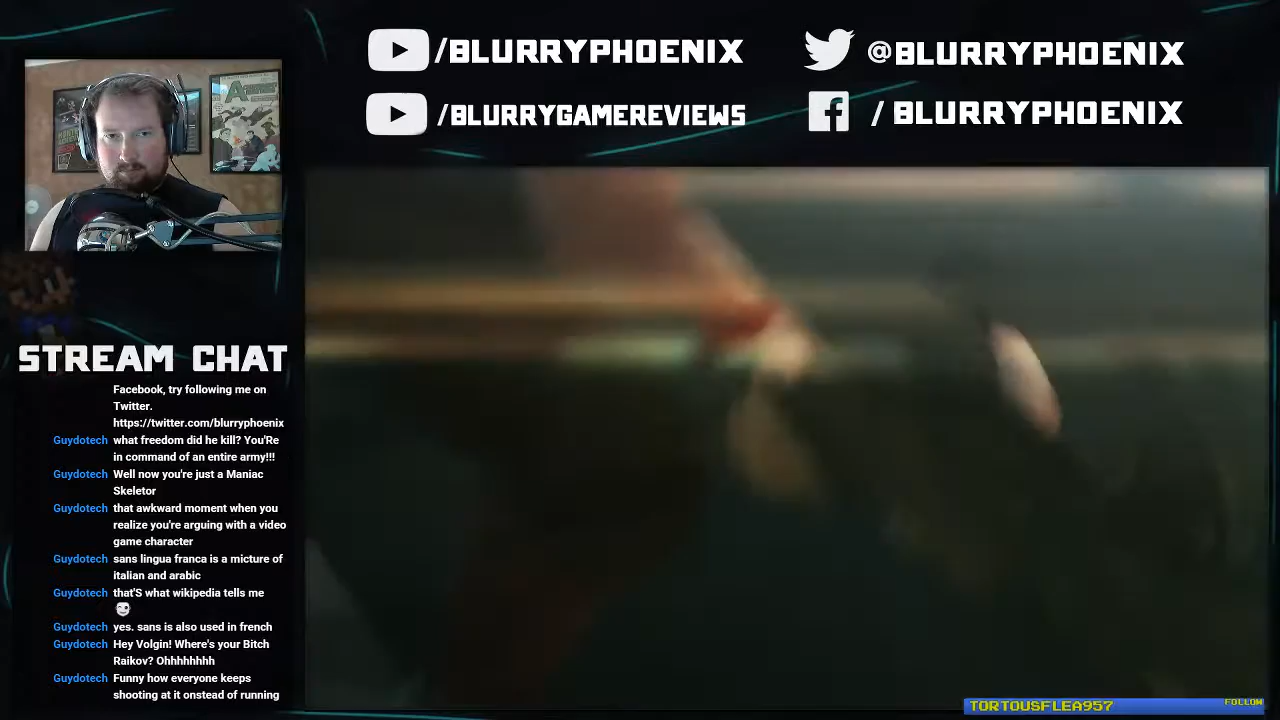 /BLURRYPHOENIX
@BLURRYPHOENIX
/BLURRYGAMEREVIEWS
/ BLURRYPHOENIX
STREAM CHAT
Facebook, try following me on
Twitter.
https://twitter.com/blurryphoenix
Guydotech what freedom did he kill? You'Re
in command of an entire army!!!
Guydotech Well now you're just a Maniac
Skeletor
Guydotech that awkward moment when you
realize you're arguing with a video
game character
Guydotech sans lingua franca is a micture of
italian and arabic
Guydotech that'S what wikipedia tells me
Guydotech yes. sans is also used in french
Guydotech Hey Volgin! Where's your Bitch
Raikov? Ohhhhhhhh
Guydotech Funny how everyone keeps
shooting at it onstead of running
TORTOUSFLEA957
FOLLOW